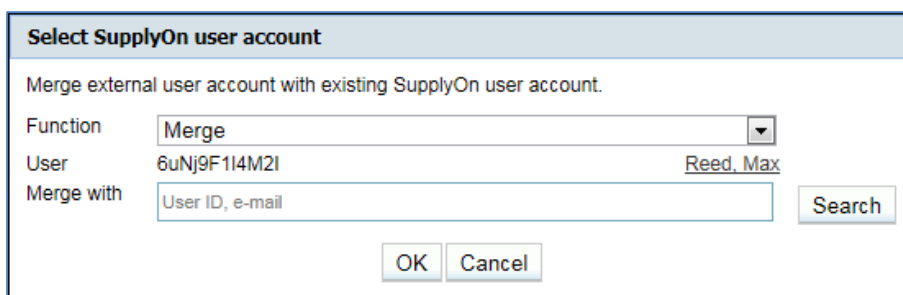 Select SupplyOn user account
Merge external user account with existing SupplyOn user account.
Function Merge
User 6uNj9F1I4M2I Reed, Max
Merge with User ID, e-mail Search
OK Cancel